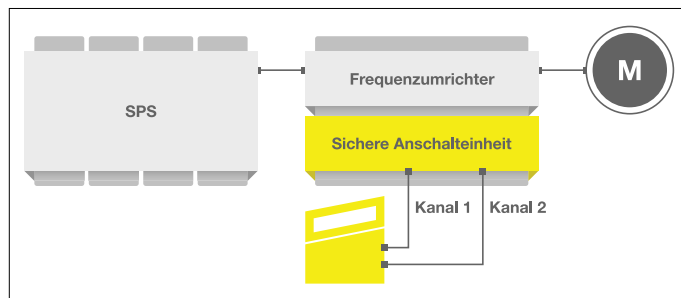 SPS
Frequenzumrichter
M
Sichere Anschalteinheit
Kanal 1
Kanal 2